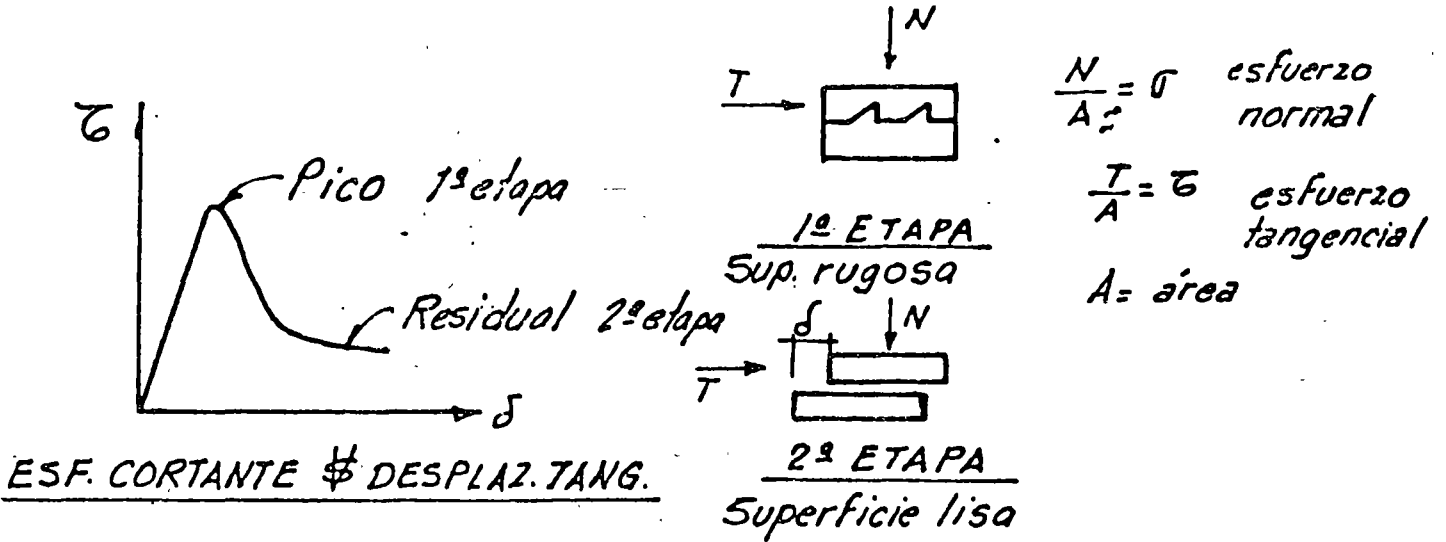 τ
Pico 1ª etapa
Residual 2ª etapa
δ
ESF. CORTANTE # DESPLAZ. TANG.
N
T
1ª ETAPA
Sup. rugosa
δ
N
T
2ª ETAPA
Superficie lisa
N/A = σ esfuerzo normal
T/A = τ esfuerzo tangencial
A = área